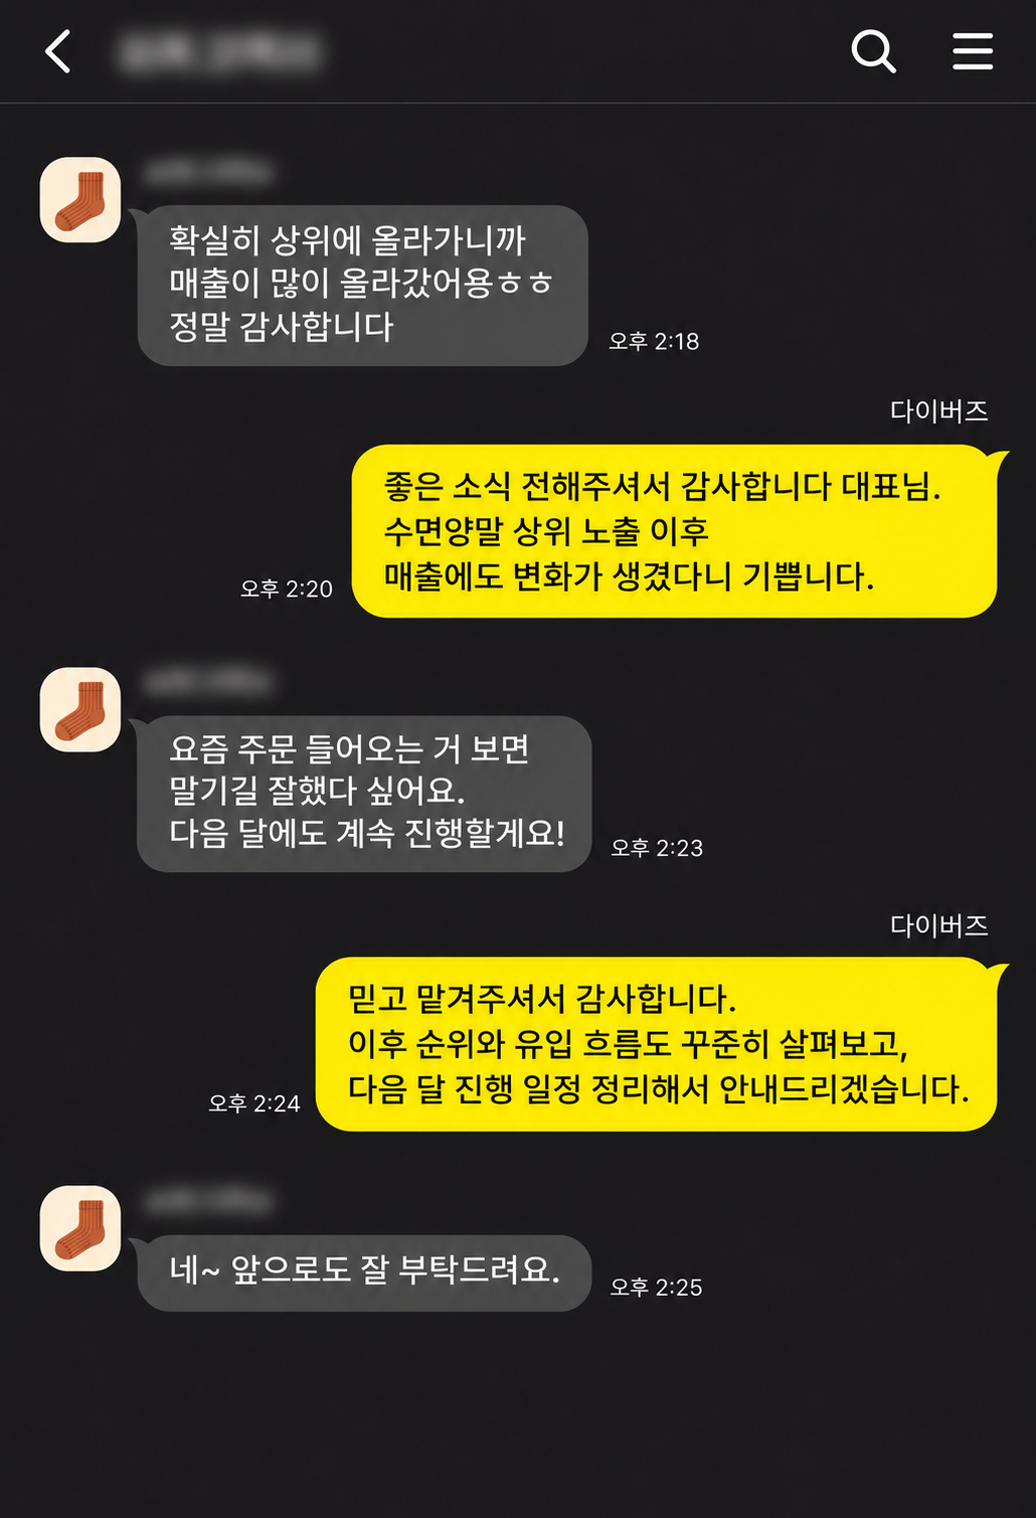 확실히 상위에 올라가니까
매출이 많이 올라갔어용ㅎㅎ
정말 감사합니다
오후 2:18
다이버즈
좋은 소식 전해주셔서 감사합니다 대표님.
수면양말 상위 노출 이후
매출에도 변화가 생겼다니 기쁩니다.
오후 2:20
요즘 주문 들어오는 거 보면
말기길 잘했다 싶어요.
다음 달에도 계속 진행할게요!
오후 2:23
다이버즈
믿고 맡겨주셔서 감사합니다.
이후 순위와 유입 흐름도 꾸준히 살펴보고,
다음 달 진행 일정 정리해서 안내드리겠습니다.
오후 2:24
네~ 앞으로도 잘 부탁드려요.
오후 2:25